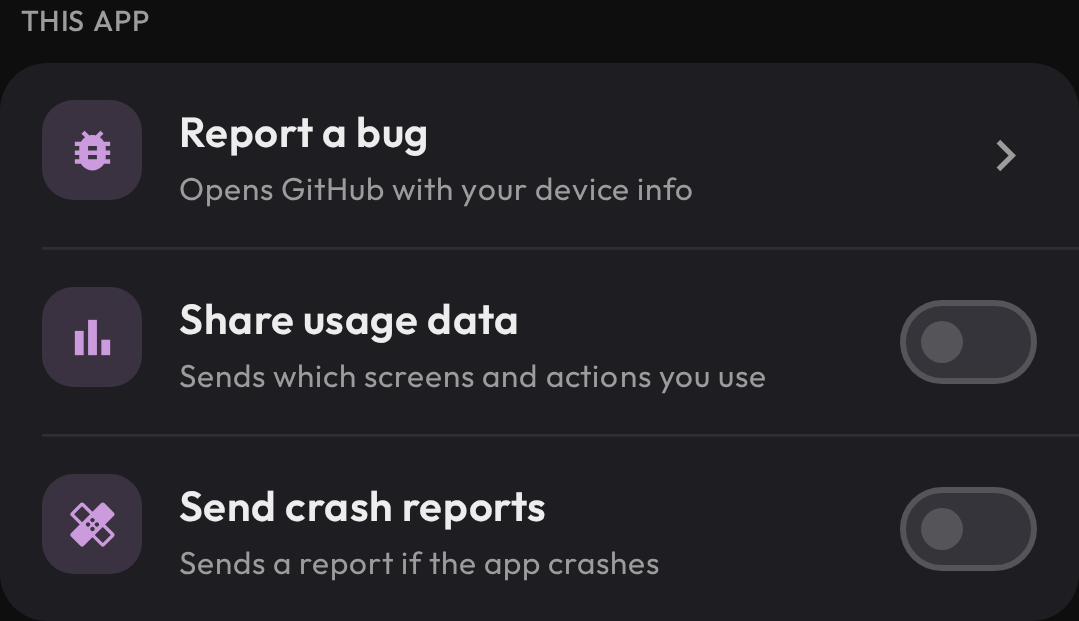 THIS APP
Report a bug
Opens GitHub with your device info
Share usage data
Sends which screens and actions you use
Send crash reports
Sends a report if the app crashes